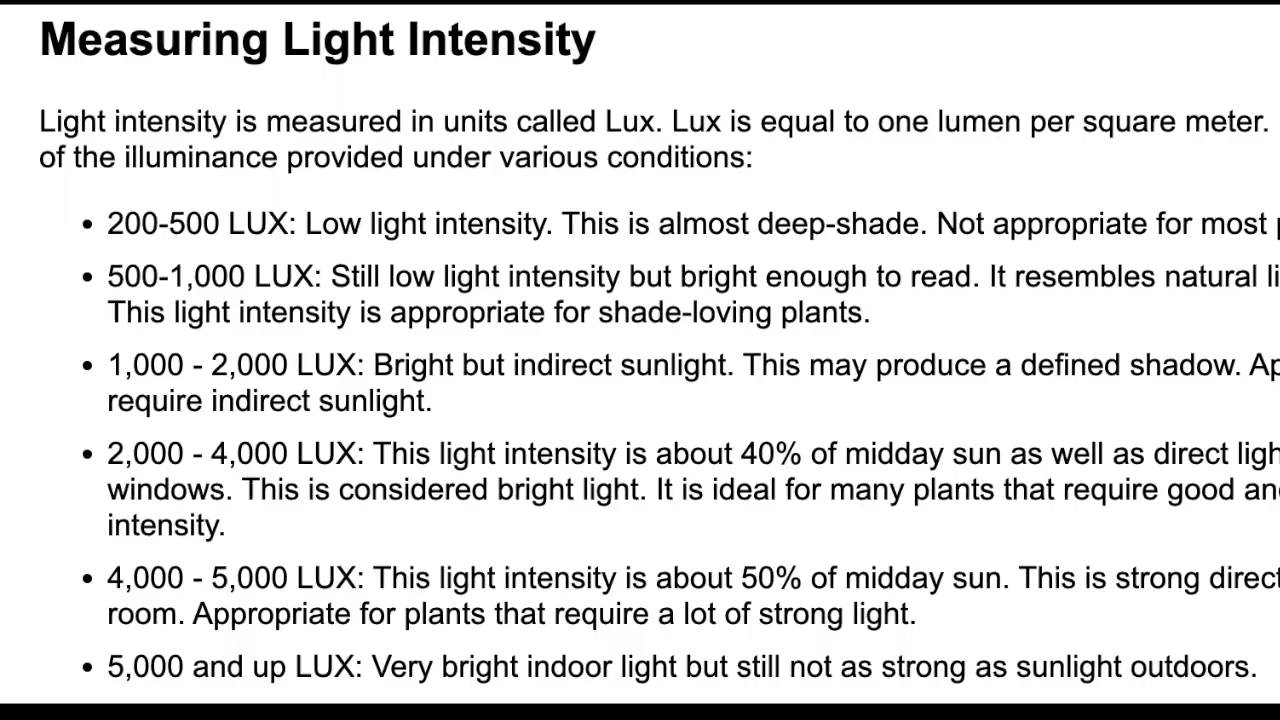 Measuring Light Intensity
Light intensity is measured in units called Lux. Lux is equal to one lumen per square meter.
of the illuminance provided under various conditions:
• 200-500 LUX: Low light intensity. This is almost deep-shade. Not appropriate for most
• 500-1,000 LUX: Still low light intensity but bright enough to read. It resembles natural
This light intensity is appropriate for shade-loving plants.
• 1,000 - 2,000 LUX: Bright but indirect sunlight. This may produce a defined shadow.
require indirect sunlight.
• 2,000 - 4,000 LUX: This light intensity is about 40% of midday sun as well as direct
windows. This is considered bright light. It is ideal for many plants that require good
intensity.
• 4,000 - 5,000 LUX: This light intensity is about 50% of midday sun. This is strong direct
room. Appropriate for plants that require a lot of strong light.
• 5,000 and up LUX: Very bright indoor light but still not as strong as sunlight outdoors.